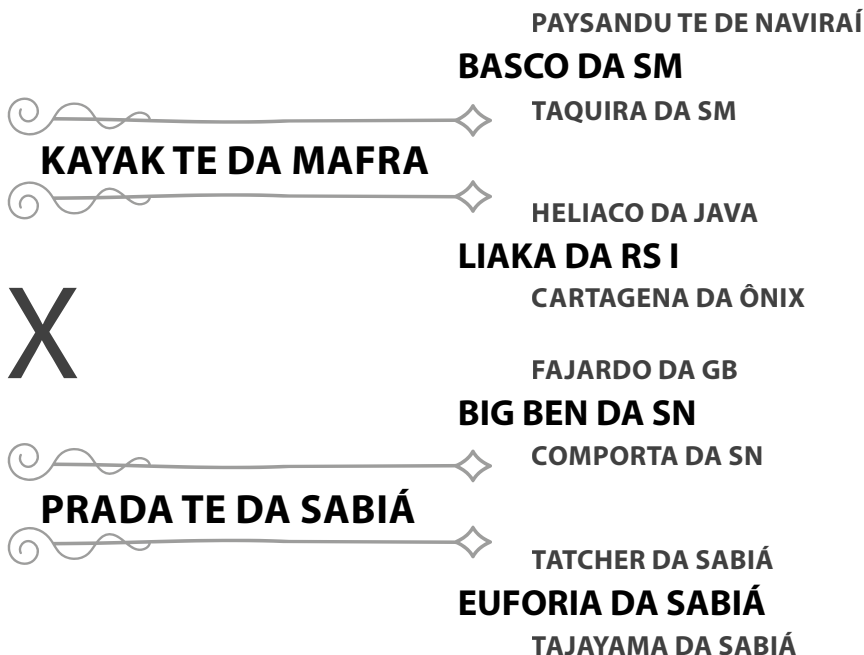 PAYSANDU TE DE NAVIRAÍ
BASCO DA SM
TAQUIRA DA SM
KAYAK TE DA MAFRA
HELIACO DA JAVA
LIAKA DA RS I
CARTAGENA DA ÔNIX
X
FAJARDO DA GB
BIG BEN DA SN
COMPORTA DA SN
PRADA TE DA SABIÁ
TATCHER DA SABIÁ
EUFORIA DA SABIÁ
TAJAYAMA DA SABIÁ